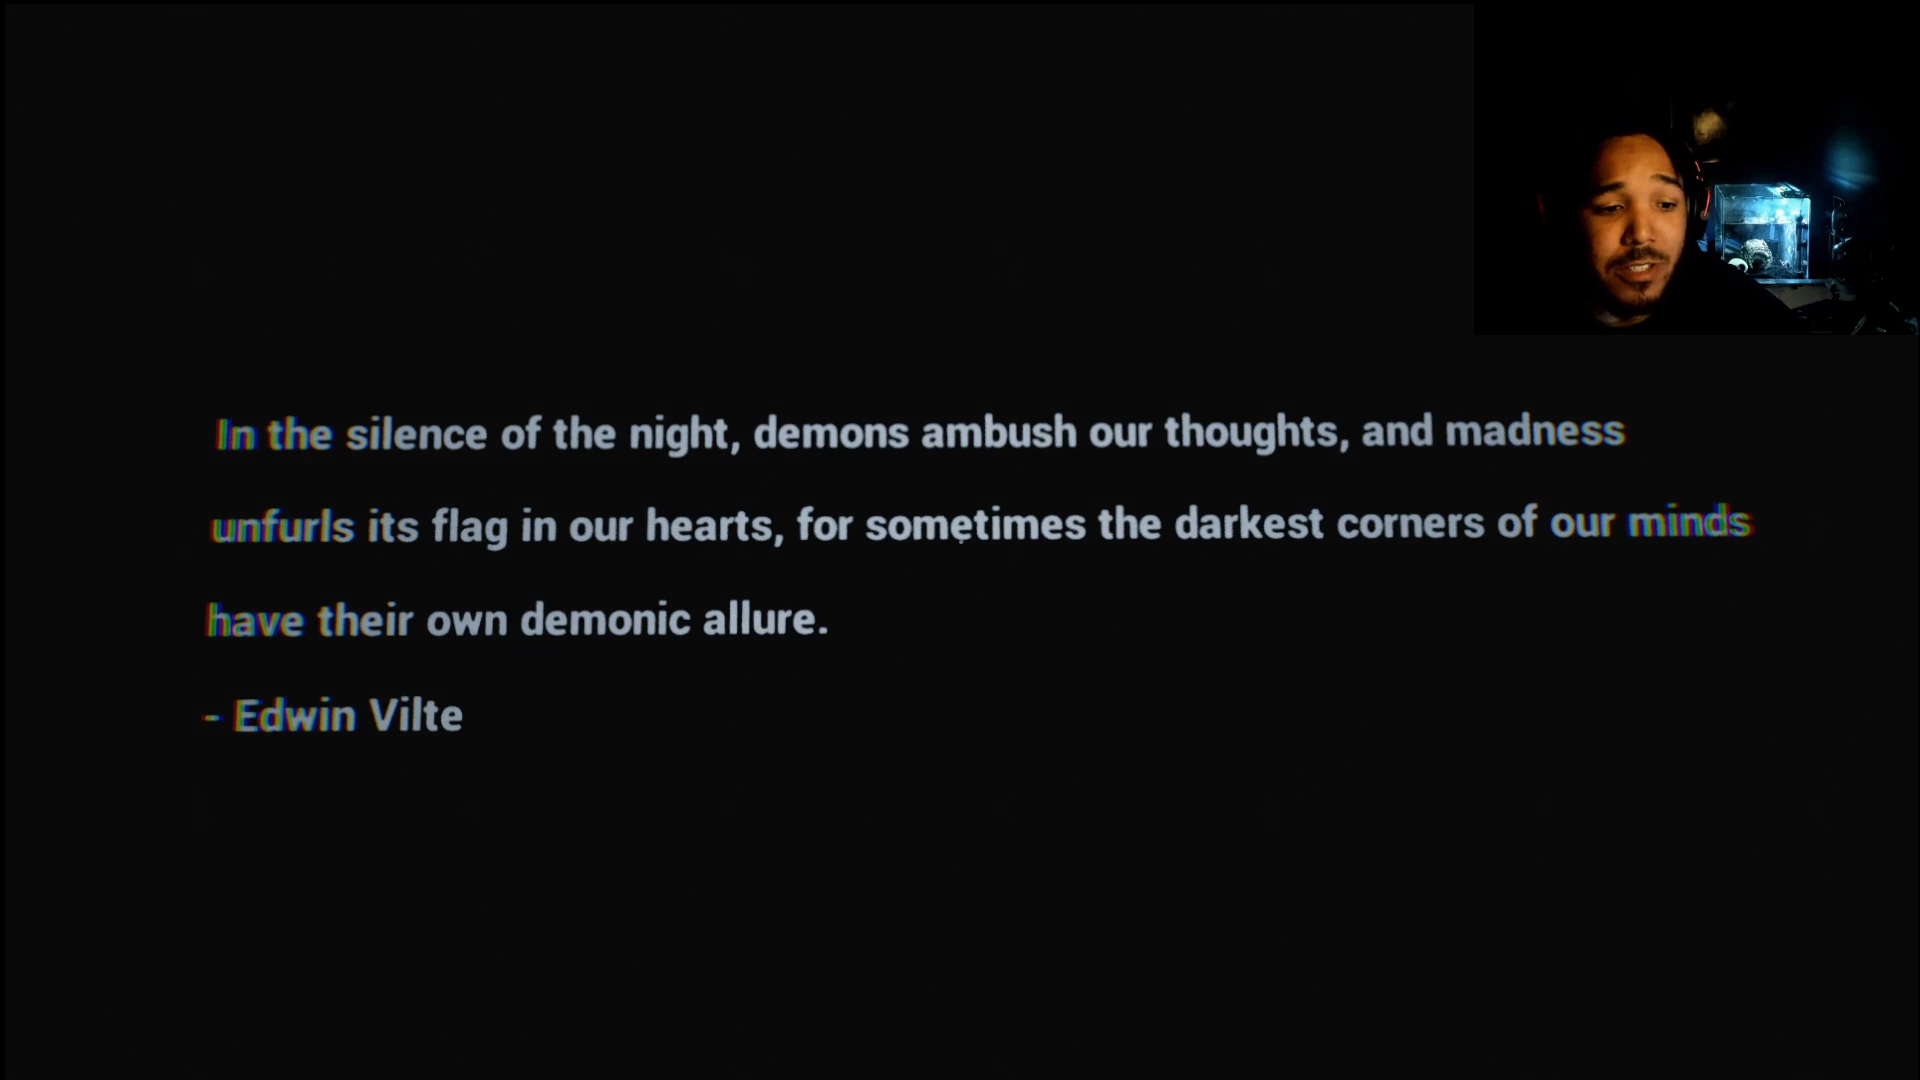 In the silence of the night, demons ambush our thoughts, and madness
unfurls its flag in our hearts, for sometimes the darkest corners of our minds
have their own demonic allure.
- Edwin Vilte